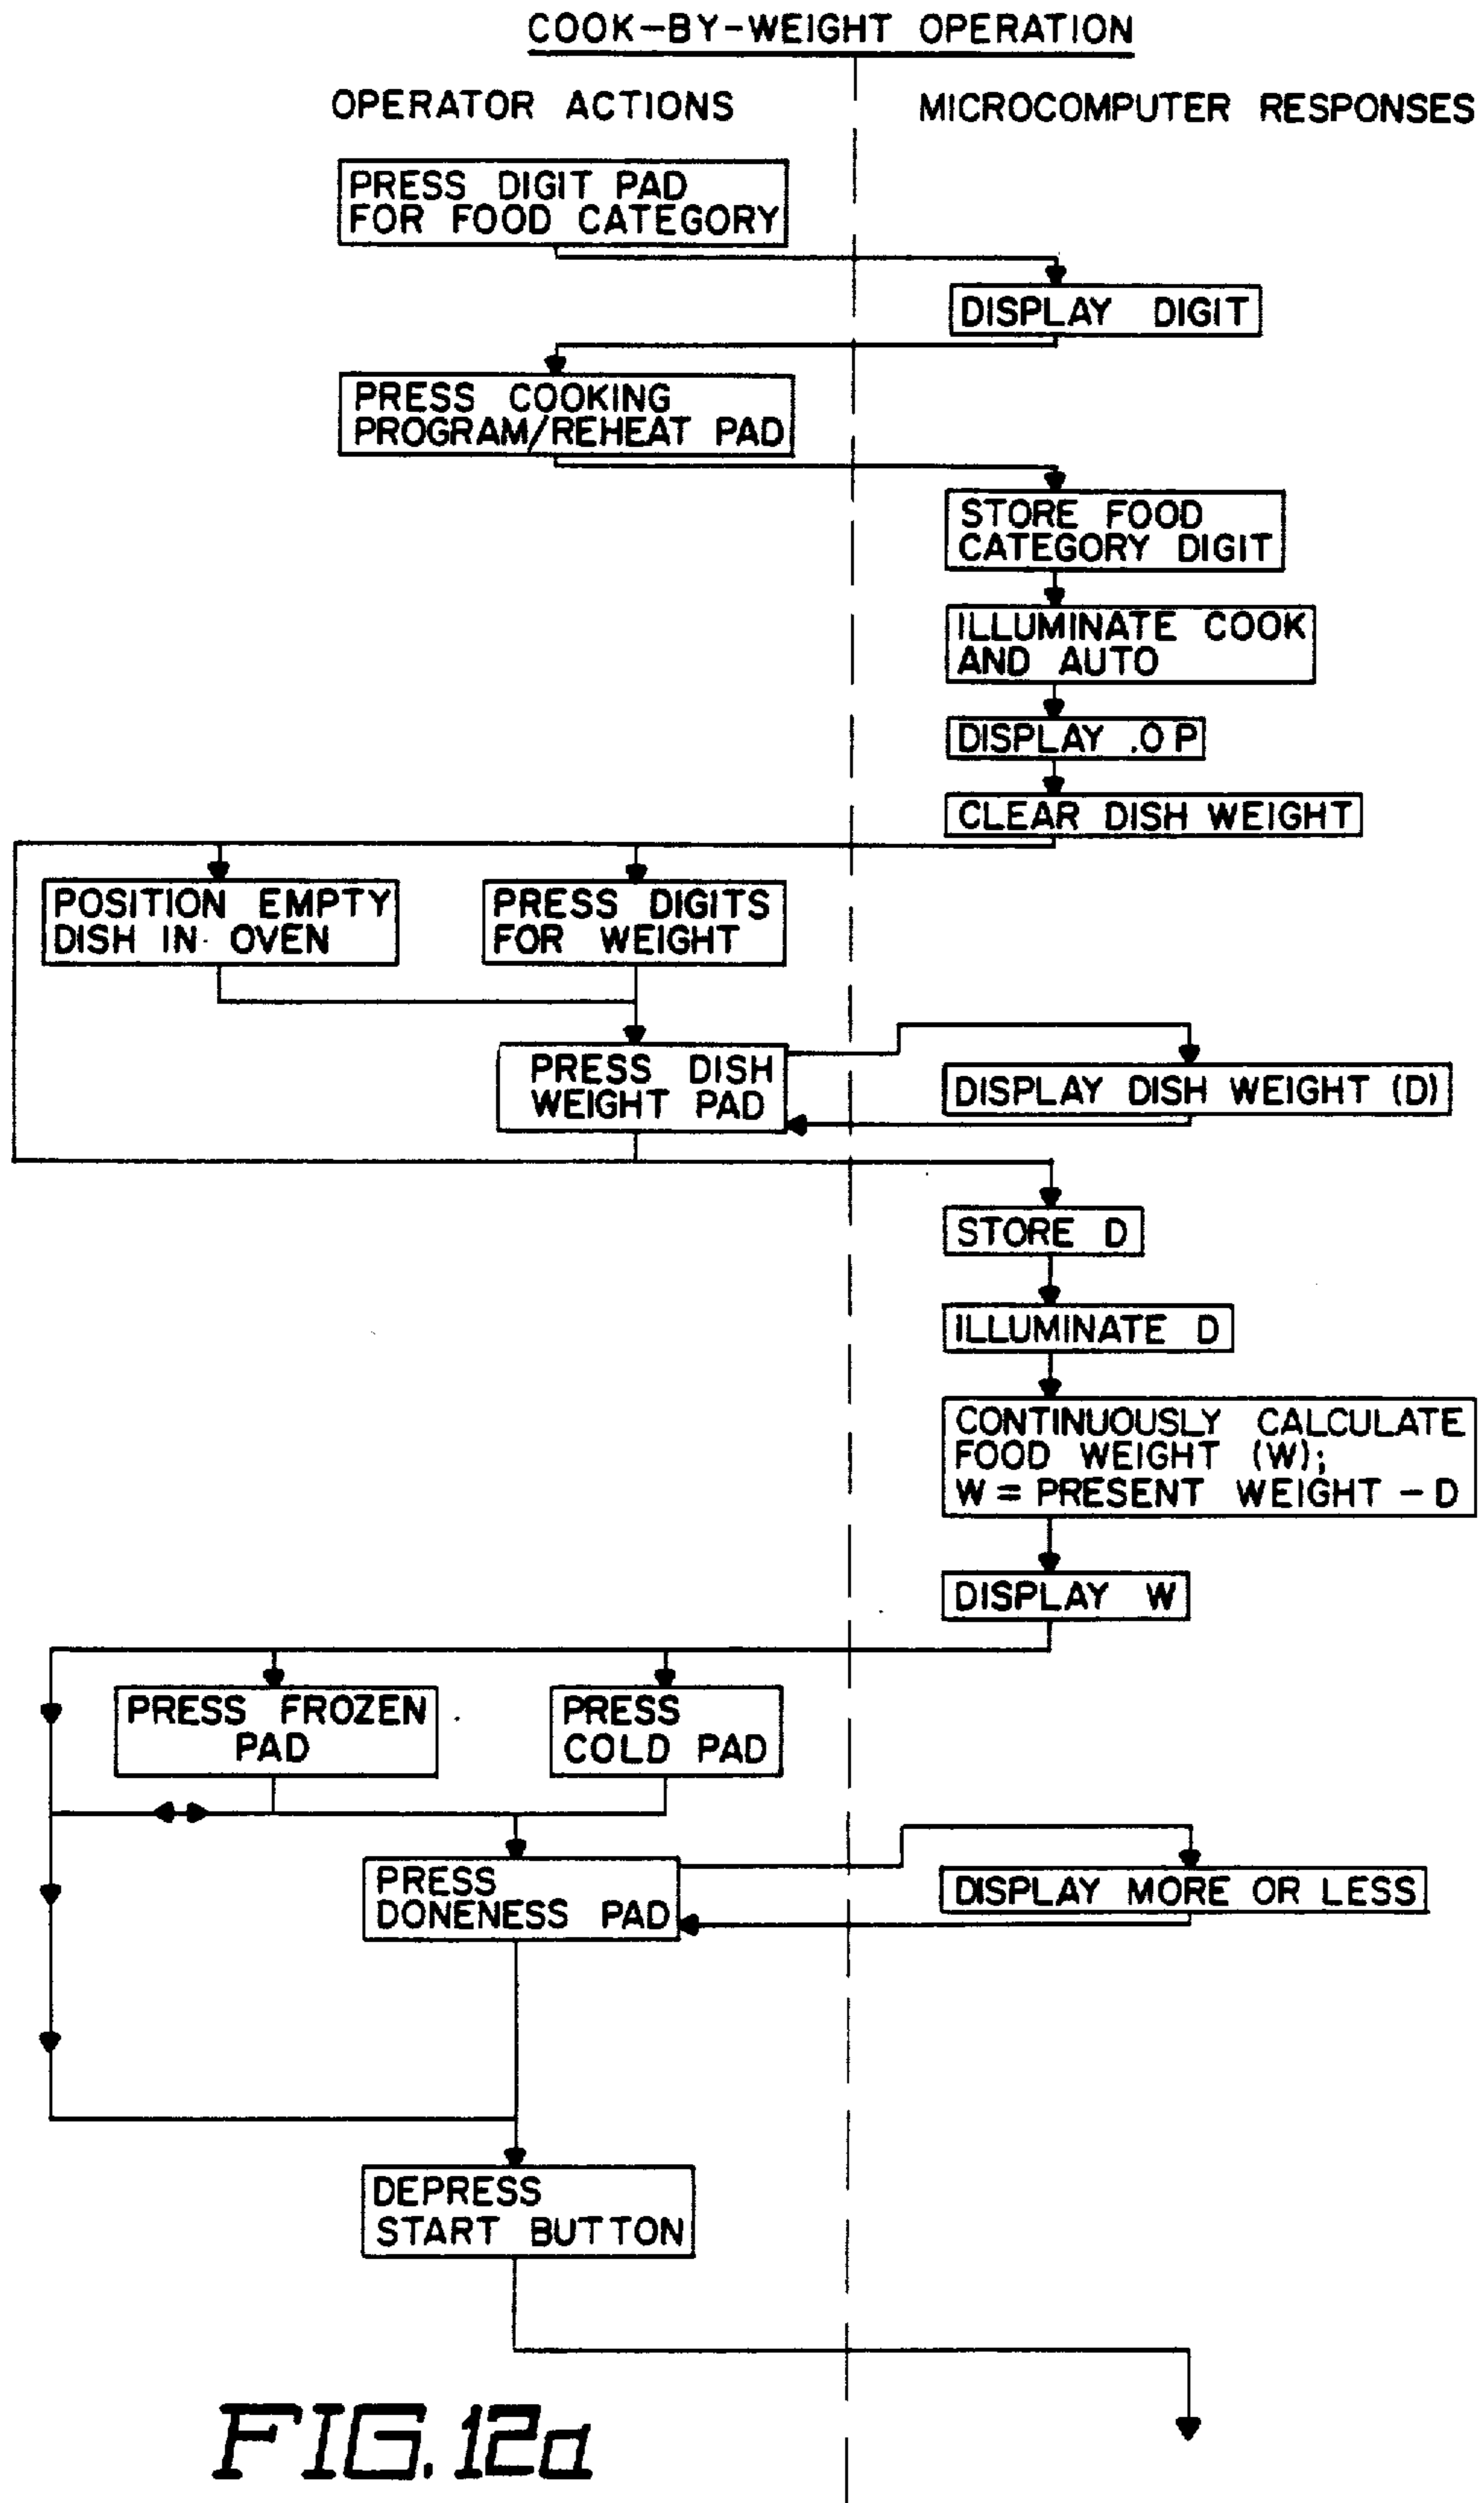 COOK-BY-WEIGHT OPERATION
OPERATOR ACTIONS
MICROCOMPUTER RESPONSES
PRESS DIGIT PAD
FOR FOOD CATEGORY
DISPLAY DIGIT
PRESS COOKING
PROGRAM/REHEAT PAD
STORE FOOD
CATEGORY DIGIT
ILLUMINATE COOK
AND AUTO
DISPLAY .0 P
CLEAR DISH WEIGHT
POSITION EMPTY
DISH IN OVEN
PRESS DIGITS
FOR WEIGHT
PRESS DISH
WEIGHT PAD
DISPLAY DISH WEIGHT (D)
STORE D
ILLUMINATE D
CONTINUOUSLY CALCULATE
FOOD WEIGHT (W);
W = PRESENT WEIGHT - D
DISPLAY W
PRESS FROZEN
PAD
PRESS
COLD PAD
PRESS
DONENESS PAD
DISPLAY MORE OR LESS
DEPRESS
START BUTTON
FIG. 12a